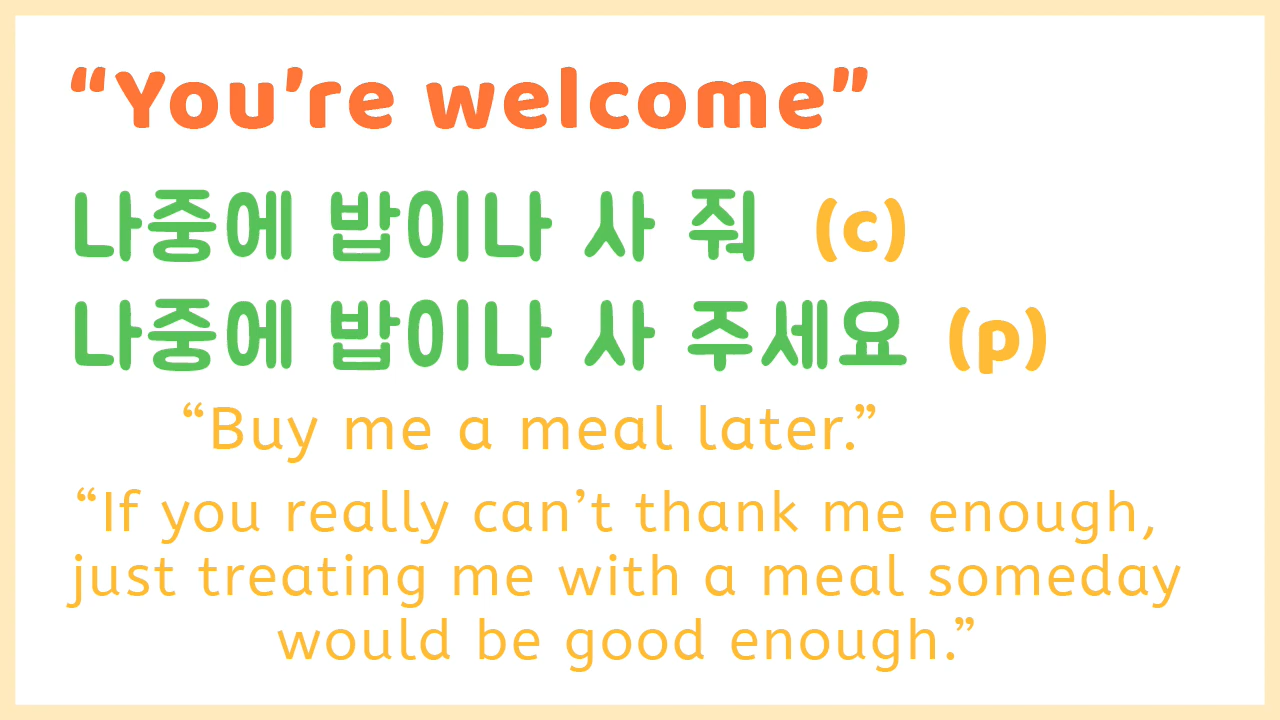 “You’re welcome”
나중에 밥이나 사 줘 (c)
나중에 밥이나 사 주세요 (p)
“Buy me a meal later.”
“If you really can’t thank me enough,
just treating me with a meal someday
would be good enough.”